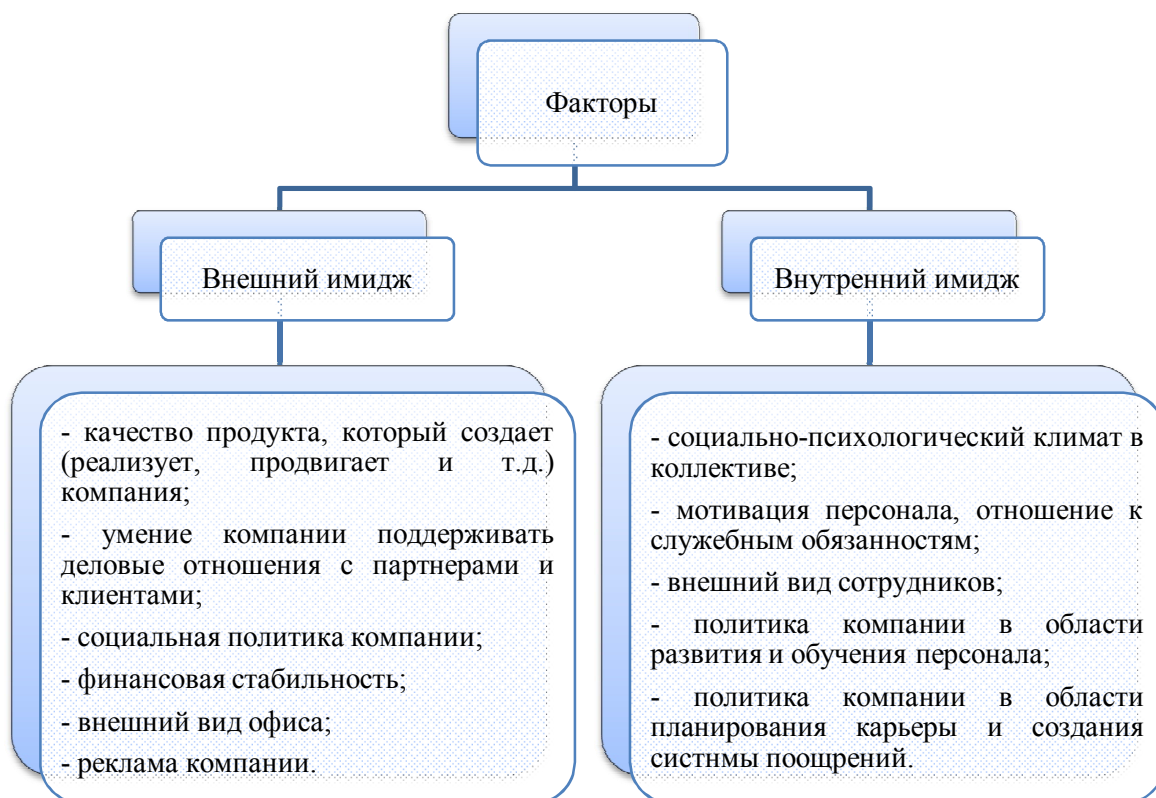 Факторы
Внешний имидж
Внутренний имидж
- качество продукта, который создает
(реализует, продвигает и т.д.)
компания;
- умение компании поддерживать
деловые отношения с партнерами и
клиентами;
- социальная политика компании;
- финансовая стабильность;
- внешний вид офиса;
- реклама компании.
- социально-психологический климат в
коллективе;
- мотивация персонала, отношение к
служебным обязанностям;
- внешний вид сотрудников;
- политика компании в области
развития и обучения персонала;
- политика компании в области
планирования карьеры и создания
систнмы поощрений.